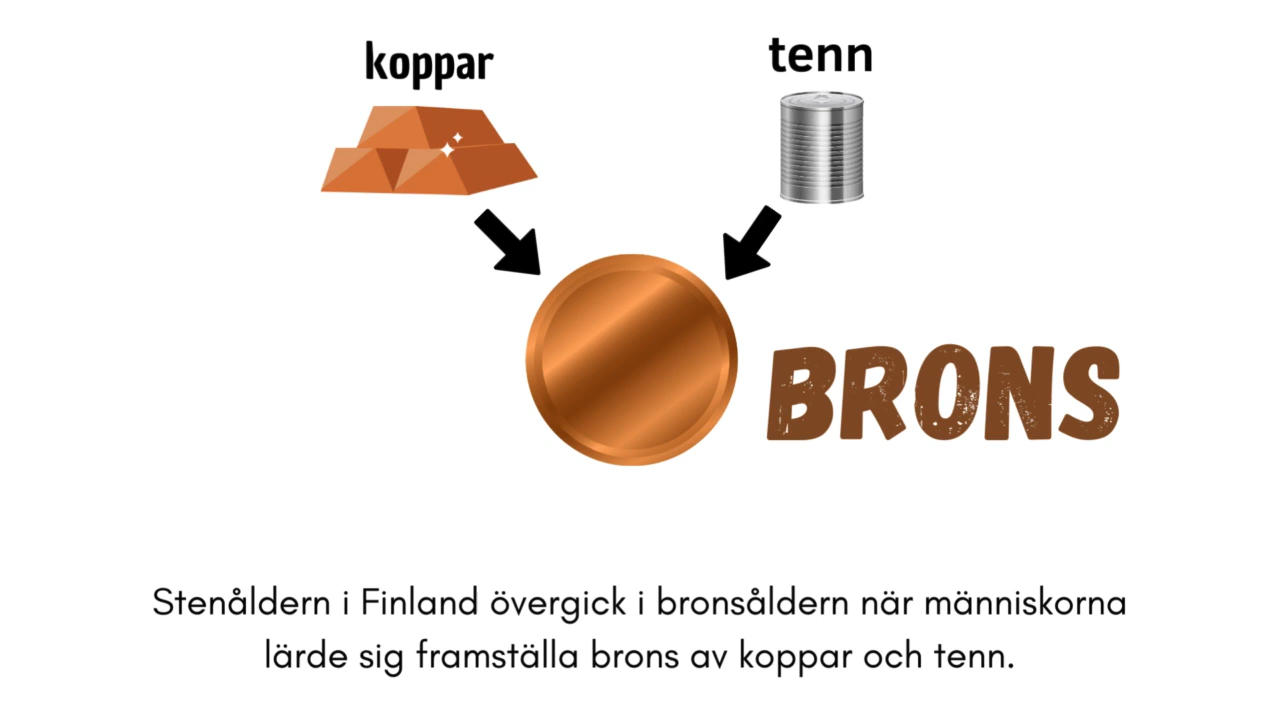 koppar
tenn
BRONS
Stenåldern i Finland övergick i bronsåldern när människorna
lärde sig framställa brons av koppar och tenn.